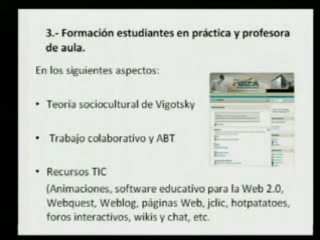 3.- Formación estudiantes en práctica y profesora
de aula.
En los siguientes aspectos:
• Teoría sociocultural de Vigotsky
• Trabajo colaborativo y ABT
• Recursos TIC
(Animaciones, software educativo para la Web 2.0,
Webquest, Weblog, páginas Web, jclic, hotpatatoes,
foros interactivos, wikis y chat, etc.